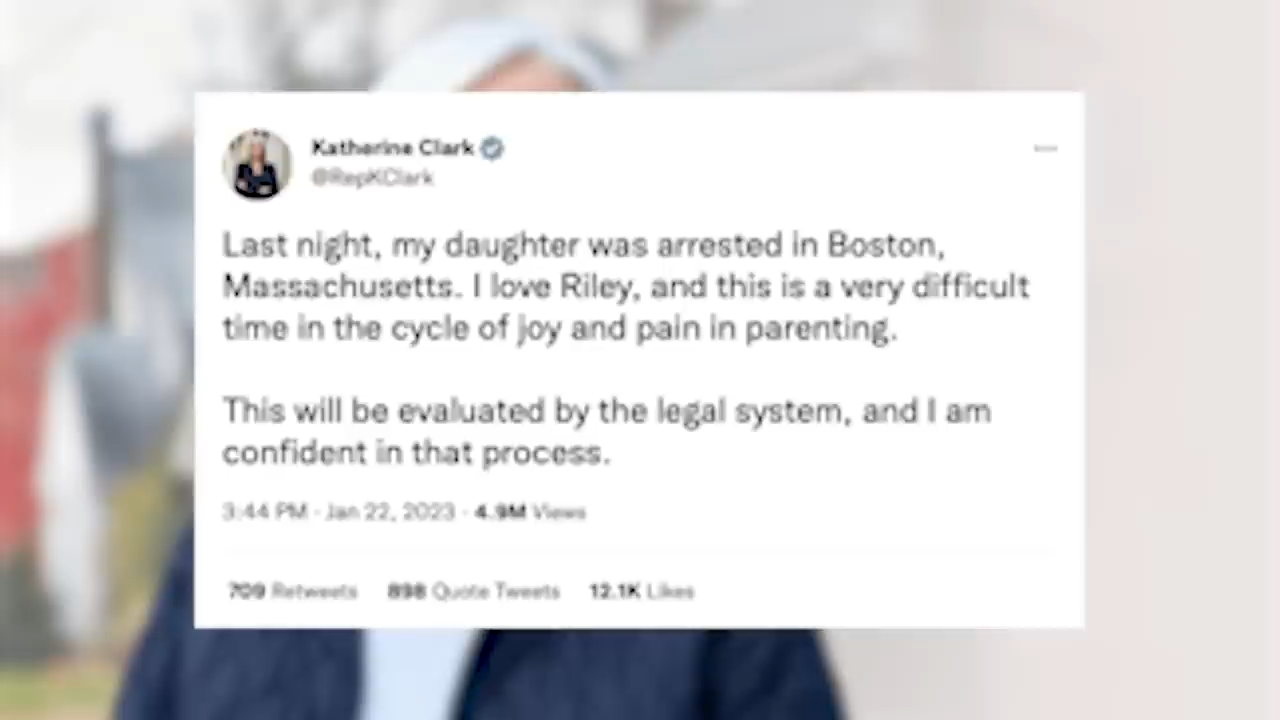 Katherine Clark
@RepKClark
Last night, my daughter was arrested in Boston,
Massachusetts. I love Riley, and this is a very difficult
time in the cycle of joy and pain in parenting.
This will be evaluated by the legal system, and I am
confident in that process.
3:44 PM · Jan 22, 2023 · 4.9M Views
709 Retweets 898 Quote Tweets 12.1K Likes